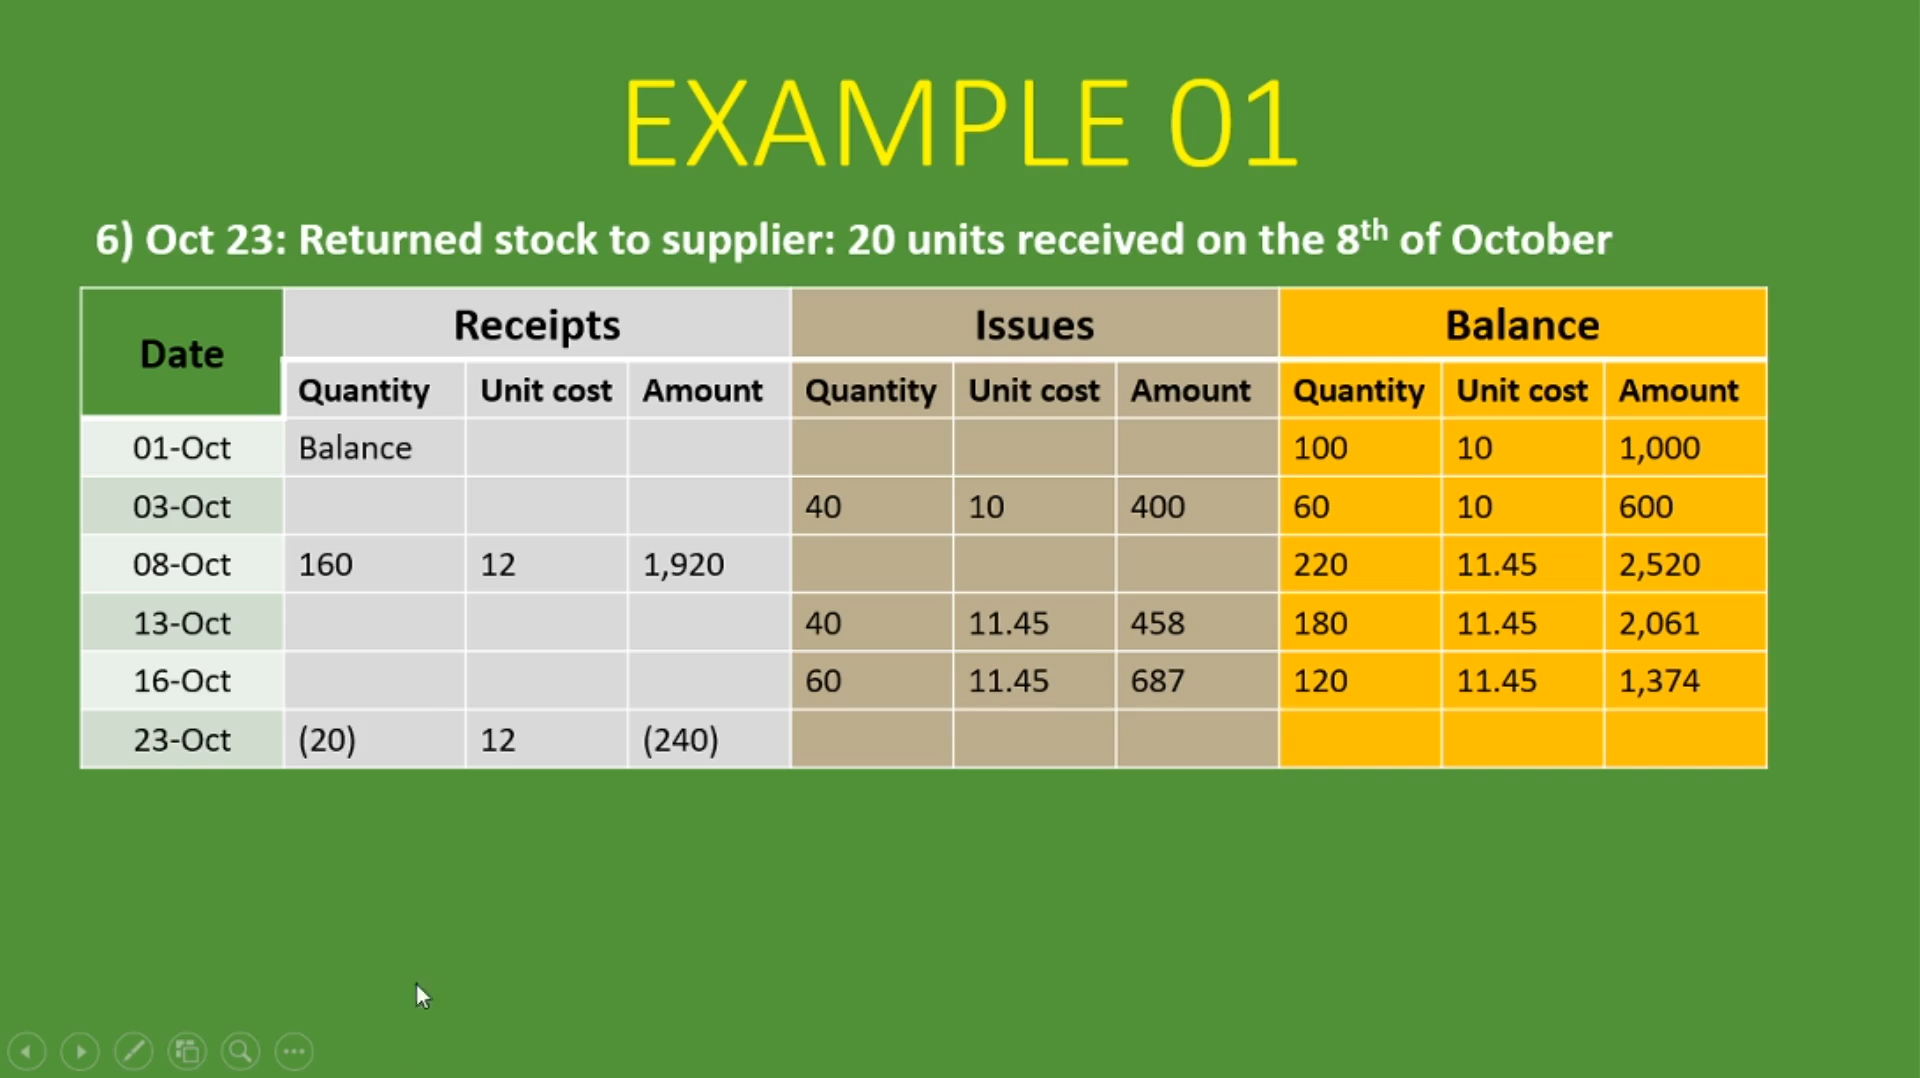 EXAMPLE 01
6) Oct 23: Returned stock to supplier: 20 units received on the 8th of October
Date Receipts Issues Balance
Quantity Unit cost Amount Quantity Unit cost Amount Quantity Unit cost Amount
01-Oct Balance 100 10 1,000
03-Oct 40 10 400 60 10 600
08-Oct 160 12 1,920 220 11.45 2,520
13-Oct 40 11.45 458 180 11.45 2,061
16-Oct 60 11.45 687 120 11.45 1,374
23-Oct (20) 12 (240)